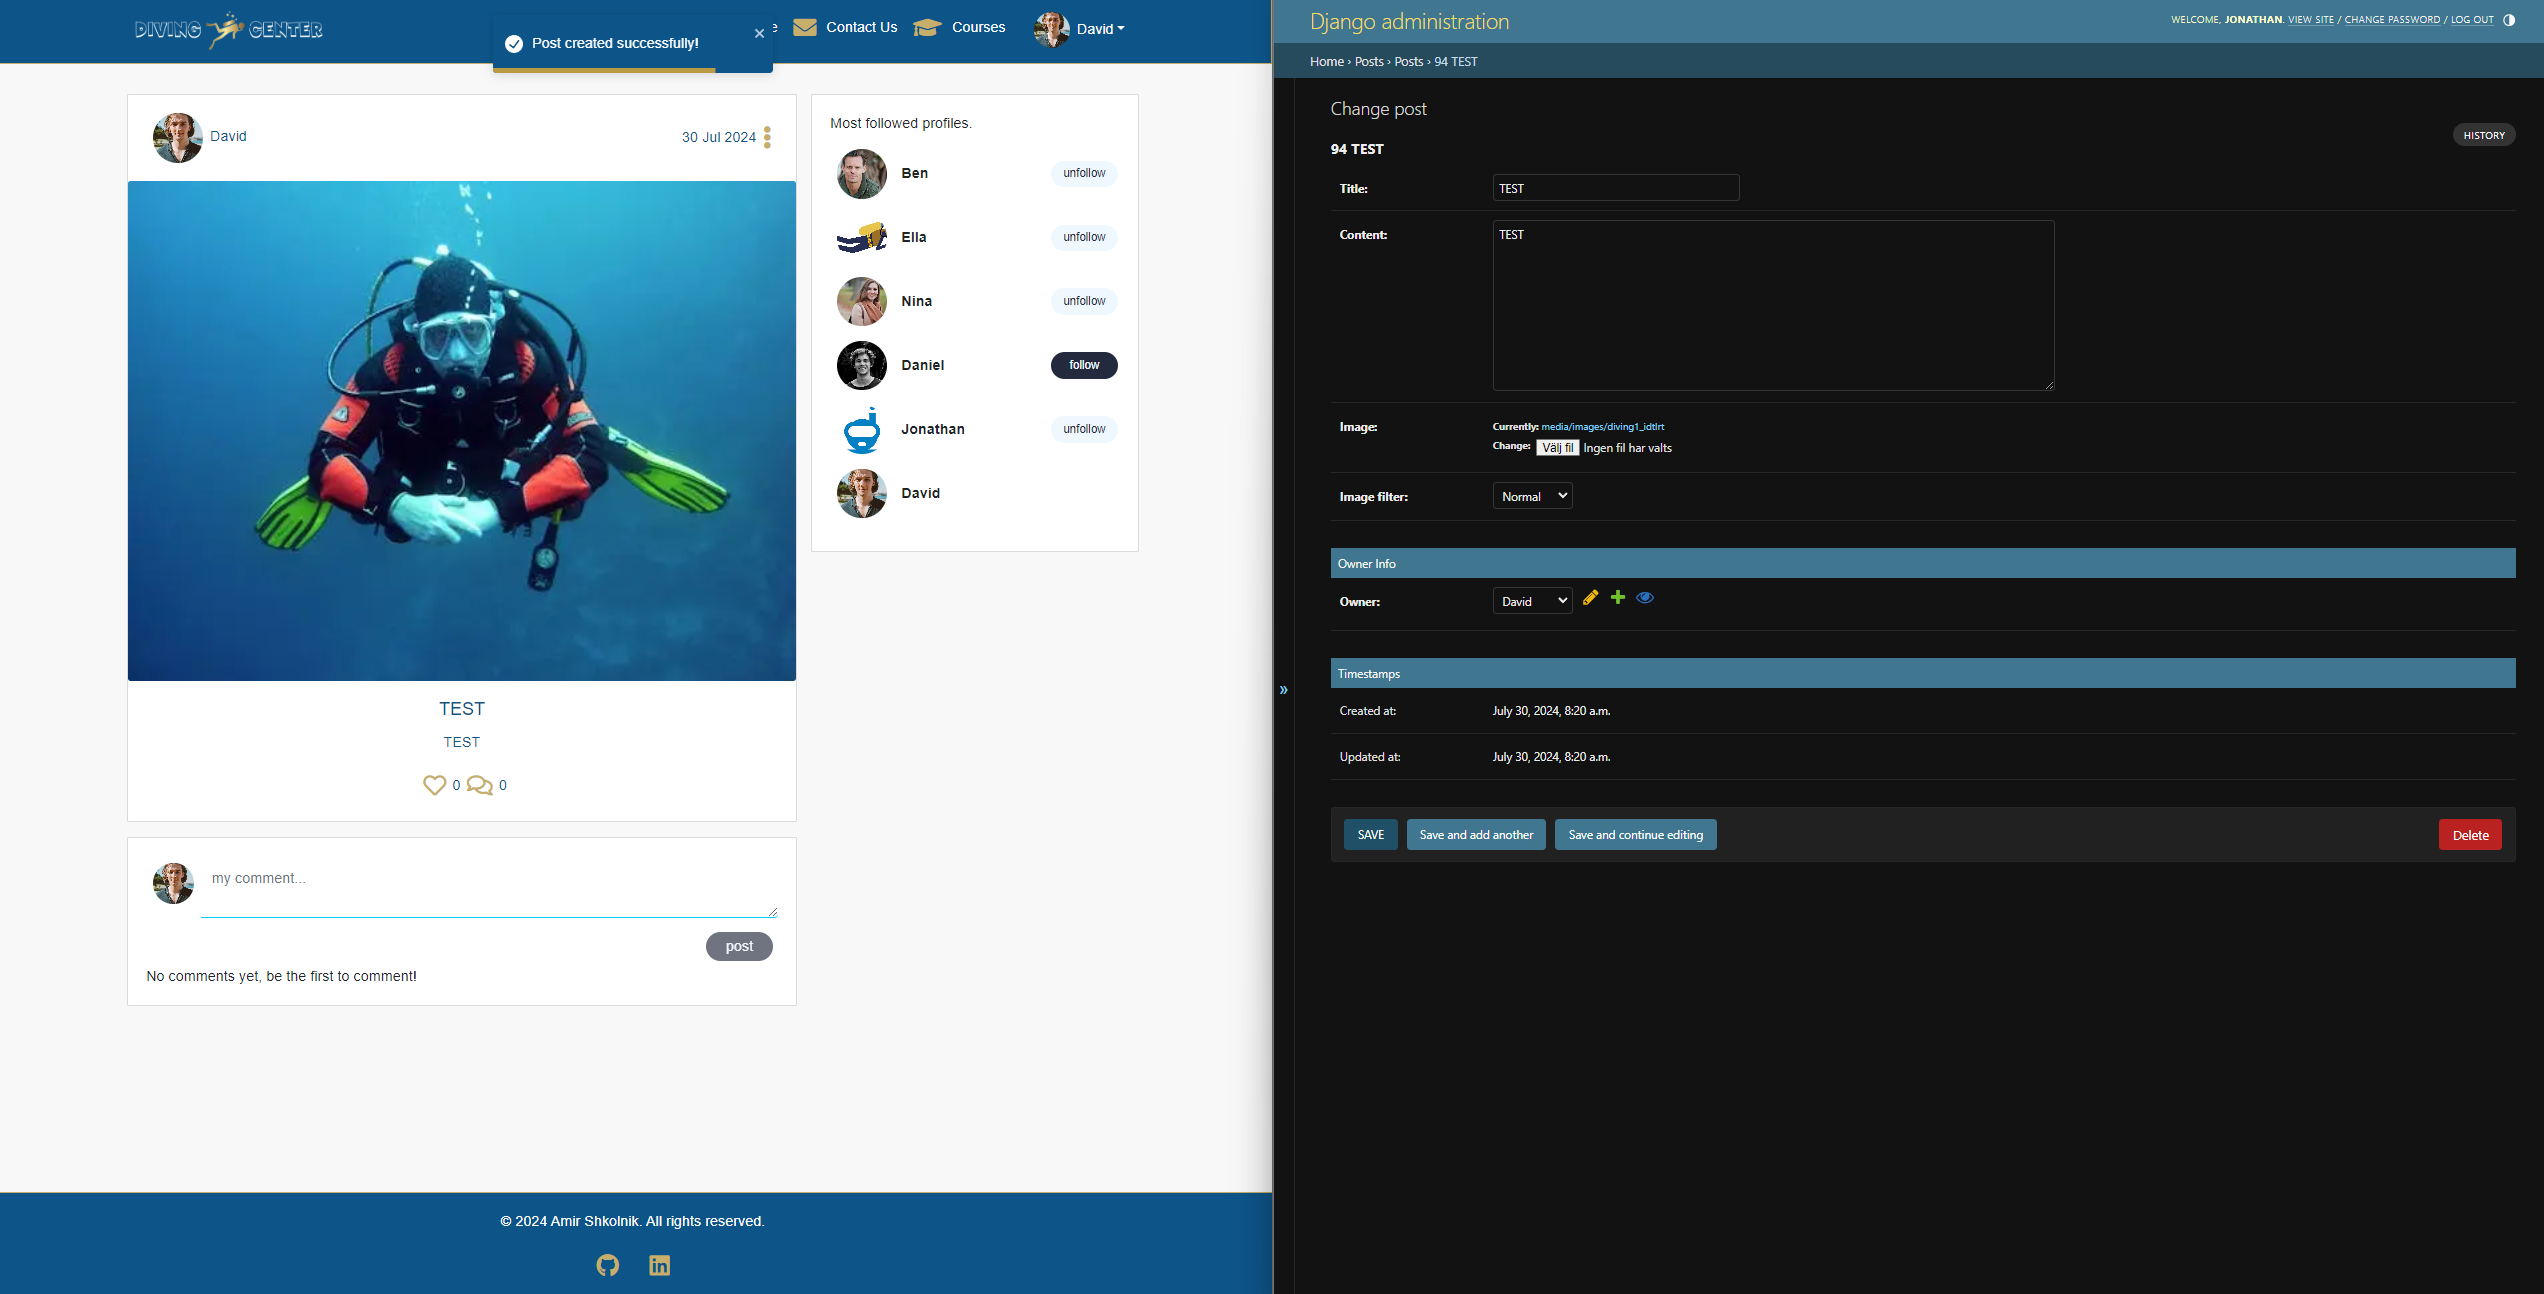 DIVING CENTER
Post created successfully!
×
e
Contact Us
Courses
David
David
30 Jul 2024
TEST
TEST
0
0
my comment...
post
No comments yet, be the first to comment!
Most followed profiles.
Ben
unfollow
Ella
unfollow
Nina
unfollow
Daniel
follow
Jonathan
unfollow
David
© 2024 Amir Shkolnik. All rights reserved.
Django administration
WELCOME, JONATHAN. VIEW SITE / CHANGE PASSWORD / LOG OUT
Home › Posts › Posts › 94 TEST
»
Change post
HISTORY
94 TEST
Title:
TEST
Content:
TEST
Image:
Currently: media/images/diving1_idtlrt
Change: Välj fil Ingen fil har valts
Image filter:
Normal
Owner Info
Owner:
David
Timestamps
Created at:
July 30, 2024, 8:20 a.m.
Updated at:
July 30, 2024, 8:20 a.m.
SAVE
Save and add another
Save and continue editing
Delete